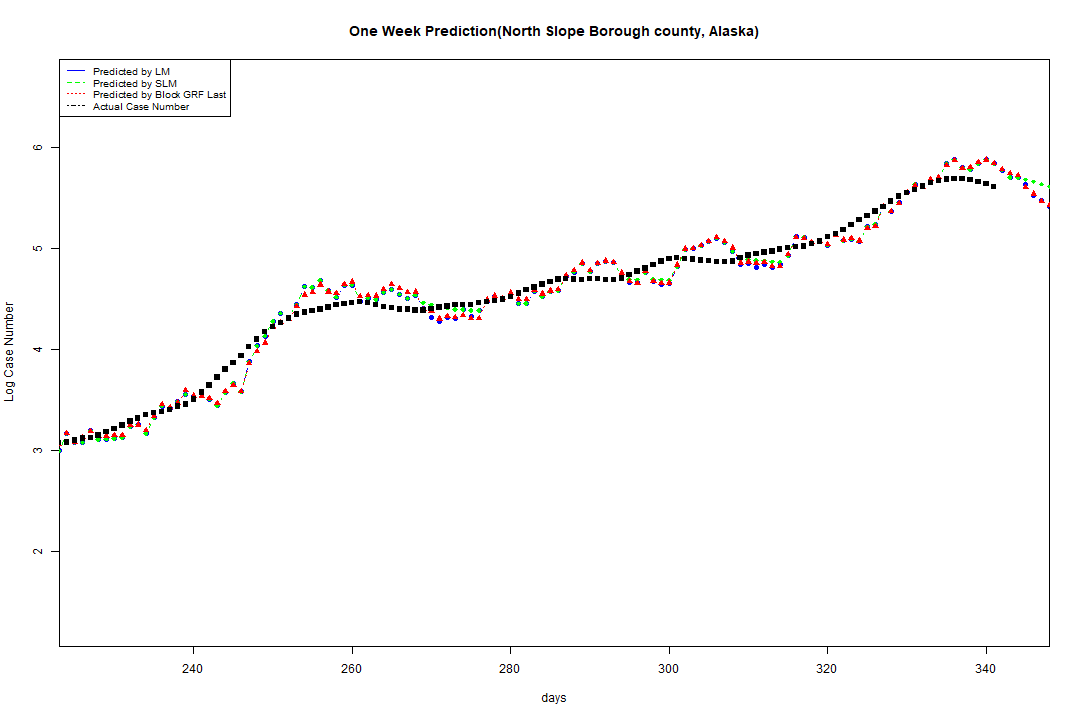 One Week Prediction(North Slope Borough county, Alaska)
Predicted by LM
Predicted by SLM
Predicted by Block GRF Last
Actual Case Number
6
5
4
3
2
Log Case Number
240 260 280 300 320 340
days